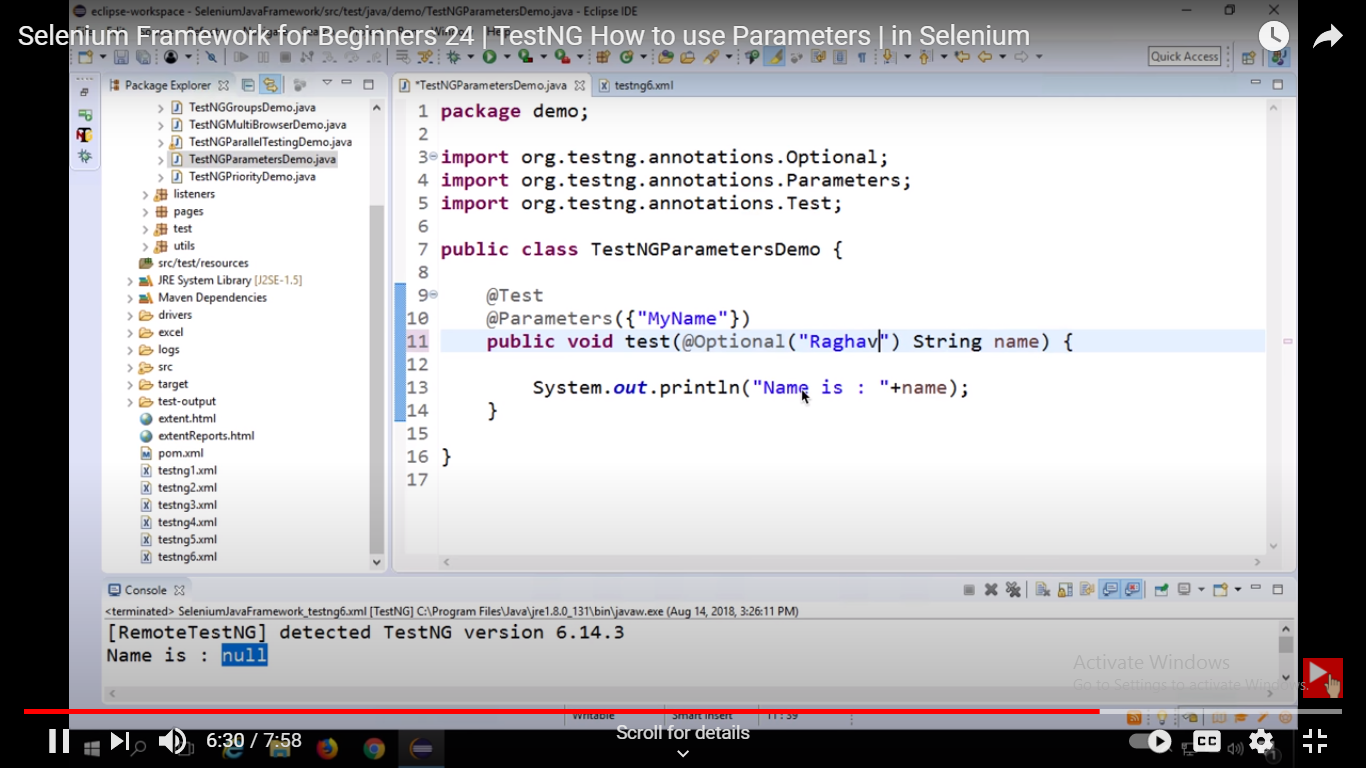 eclipse-workspace - SeleniumJavaFramework/src/test/java/demo/TestNGParametersDemo.java - Eclipse IDE
Selenium Framework for Beginners 24 | TestNG How to use Parameters | in Selenium
Quick Access
Package Explorer
*TestNGParametersDemo.java
testng6.xml
TestNGGroupsDemo.java
TestNGMultiBrowserDemo.java
TestNGParallelTestingDemo.java
TestNGParametersDemo.java
TestNGPriorityDemo.java
listeners
pages
test
utils
src/test/resources
JRE System Library [J2SE-1.5]
Maven Dependencies
drivers
excel
logs
src
target
test-output
extent.html
extentReports.html
pom.xml
testng1.xml
testng2.xml
testng3.xml
testng4.xml
testng5.xml
testng6.xml
1 package demo;
2
3 import org.testng.annotations.Optional;
4 import org.testng.annotations.Parameters;
5 import org.testng.annotations.Test;
6
7 public class TestNGParametersDemo {
8
9 @Test
10 @Parameters({"MyName"})
11 public void test(@Optional("Raghav") String name) {
12
13 System.out.println("Name is : "+name);
14 }
15
16 }
17
Console
<terminated> SeleniumJavaFramework_testng6.xml [TestNG] C:\Program Files\Java\jre1.8.0_131\bin\javaw.exe (Aug 14, 2018, 3:26:11 PM)
[RemoteTestNG] detected TestNG version 6.14.3
Name is : null
Activate Windows
Go to Settings to activate Windows.
Writable
Smart Insert
11 : 39
6:30 / 7:58
Scroll for details
CC